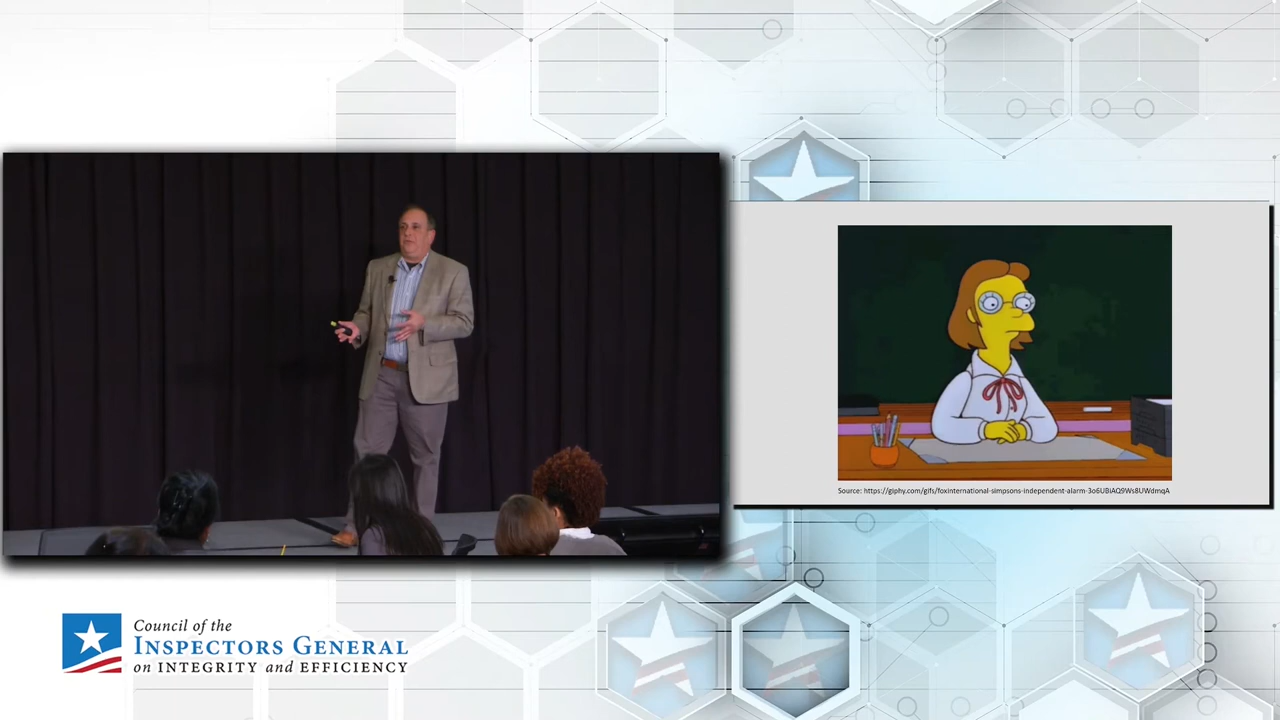 Source: https://giphy.com/gifs/foxinternational-simpsons-independent-alarm-3o6UBiAQ9Ws8UWdmqA
Council of the
INSPECTORS GENERAL
on INTEGRITY and EFFICIENCY